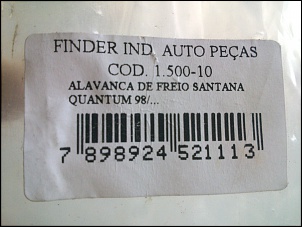 FINDER IND. AUTO PEÇAS
COD. 1.500-10
ALAVANCA DE FREIO SANTANA
QUANTUM 98/...
7 898924 521113